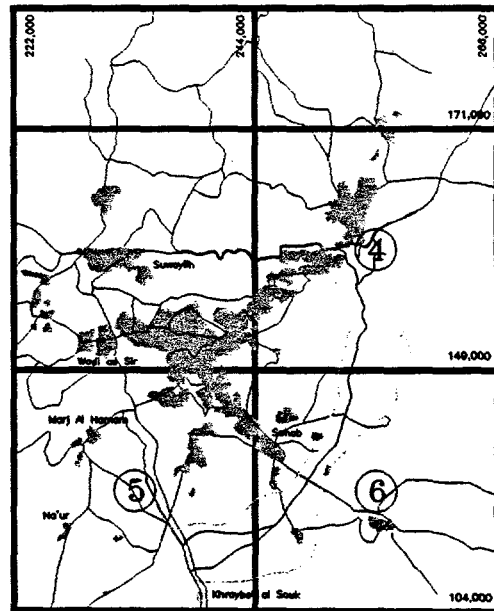 222,000
244,000
266,000
171,000
4
Suwaylih
Wadi as Sir
149,000
Marj Al Hamam
Sahab
5
6
Na'ur
Khraybet al Souk
104,000